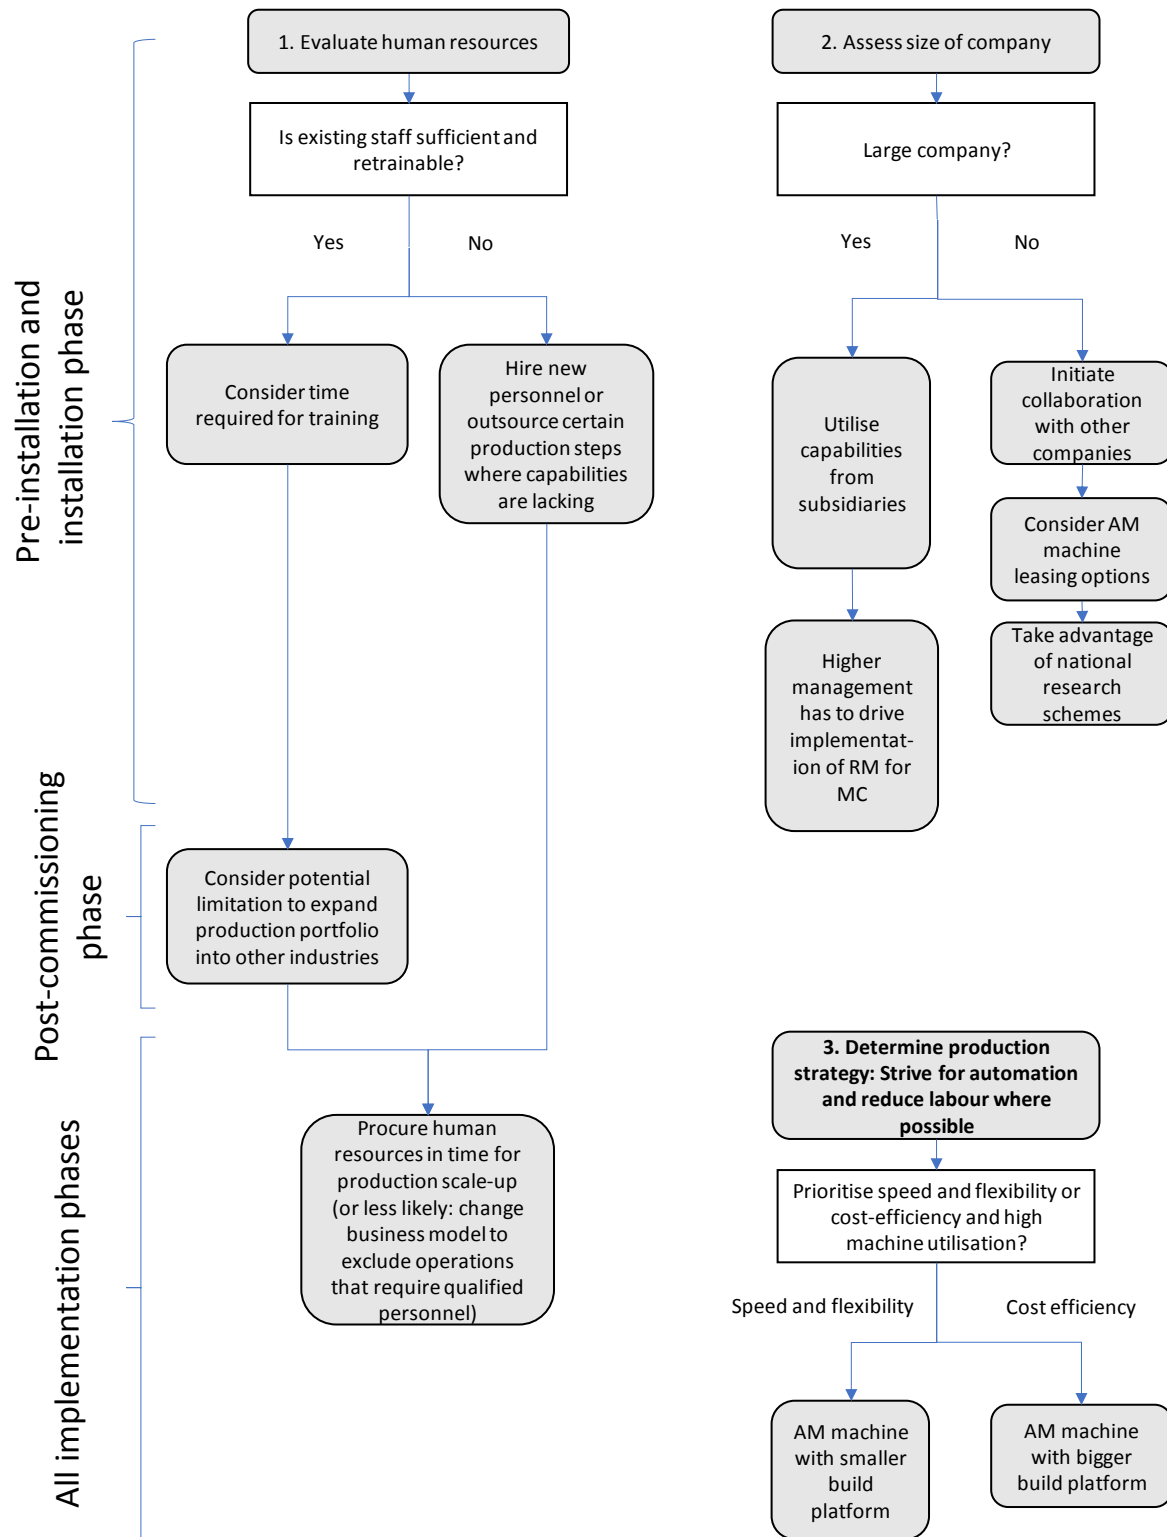 1. Evaluate human resources
Is existing staff sufficient and
retrainable?
Yes
No
Consider time
required for training
Hire new
personnel or
outsource certain
production steps
where capabilities
are lacking
2. Assess size of company
Large company?
Yes
No
Utilise
capabilities
from
subsidiaries
Higher
management
has to drive
implementat-
ion of RM for
MC
Initiate
collaboration
with other
companies
Consider AM
machine
leasing options
Take advantage
of national
research
schemes
Pre-installation and
installation phase
Post-commissioning
phase
Consider potential
limitation to expand
production portfolio
into other industries
All implementation phases
Procure human
resources in time for
production scale-up
(or less likely: change
business model to
exclude operations
that require qualified
personnel)
3. Determine production
strategy: Strive for automation
and reduce labour where
possible
Prioritise speed and flexibility or
cost-efficiency and high
machine utilisation?
Speed and flexibility
Cost efficiency
AM machine
with smaller
build
platform
AM machine
with bigger
build platform